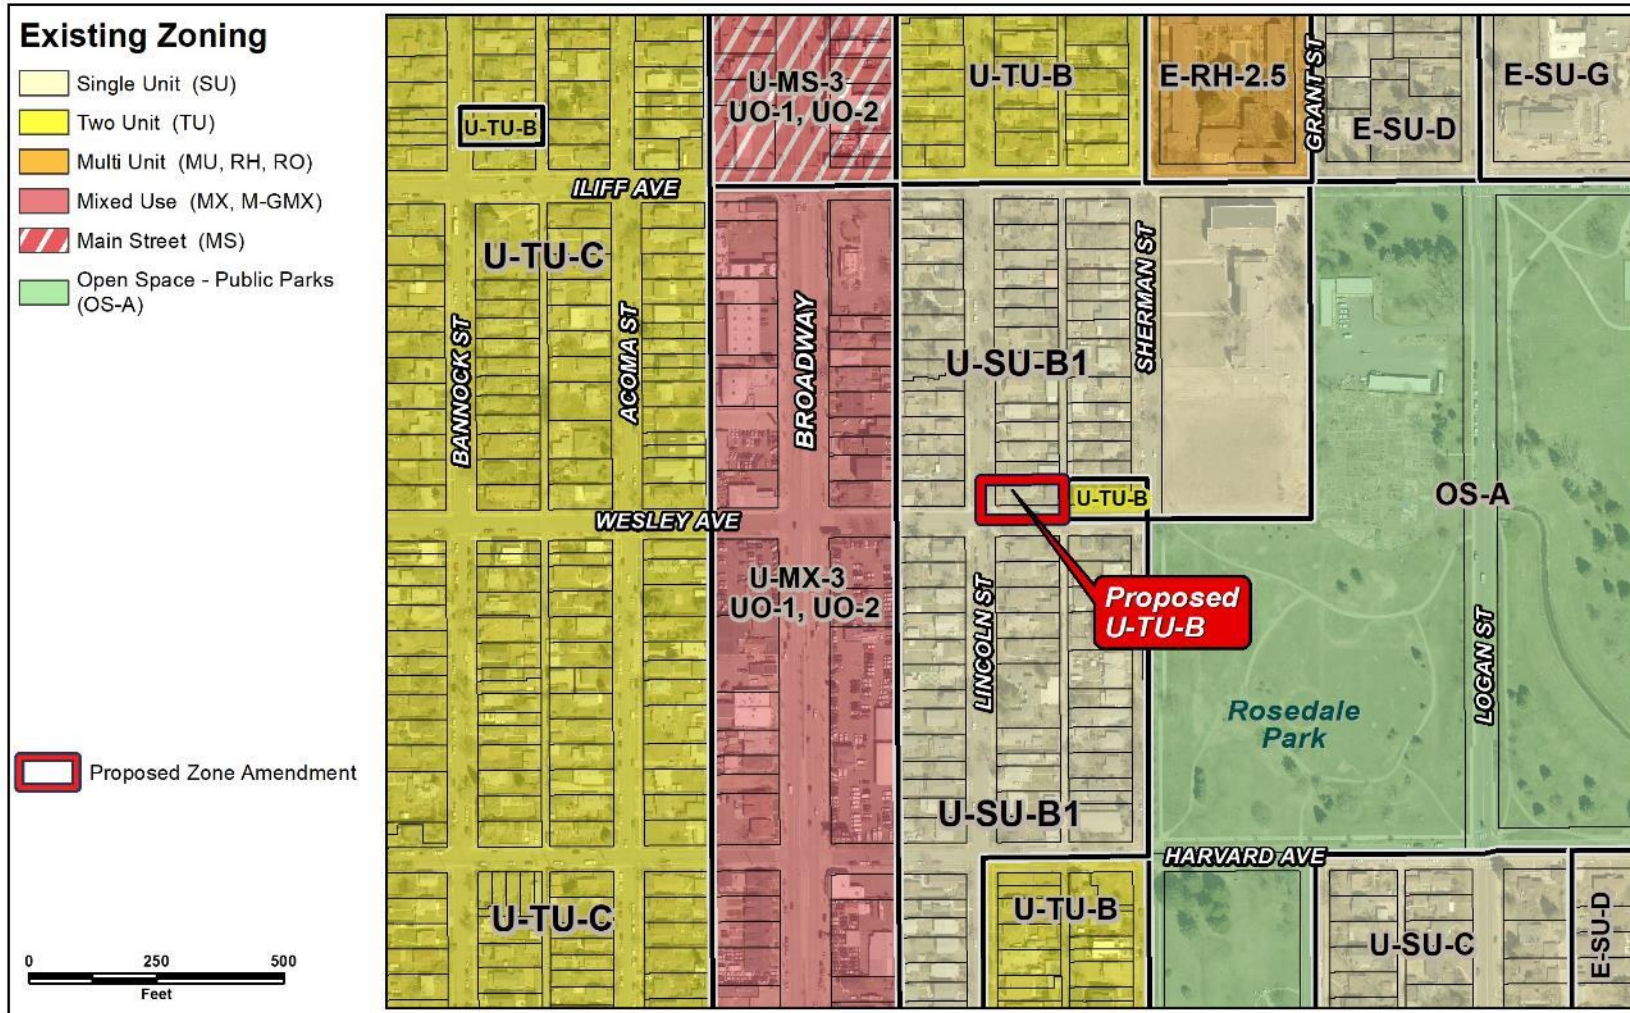 Existing Zoning
Single Unit (SU)
Two Unit (TU)
Multi Unit (MU, RH, RO)
Mixed Use (MX, M-GMX)
Main Street (MS)
Open Space - Public Parks
(OS-A)
Proposed Zone Amendment
0 250 500
Feet
U-TU-B
U-MS-3
UO-1, UO-2
U-TU-B
E-RH-2.5
GRANT ST
E-SU-D
E-SU-G
ILIFF AVE
U-TU-C
BANNOCK ST
ACOMA ST
BROADWAY
U-SU-B1
SHERMAN ST
U-TU-B
OS-A
WESLEY AVE
U-MX-3
UO-1, UO-2
LINCOLN ST
Proposed
U-TU-B
LOGAN ST
Rosedale
Park
U-SU-B1
HARVARD AVE
U-TU-C
U-TU-B
U-SU-C
E-SU-D